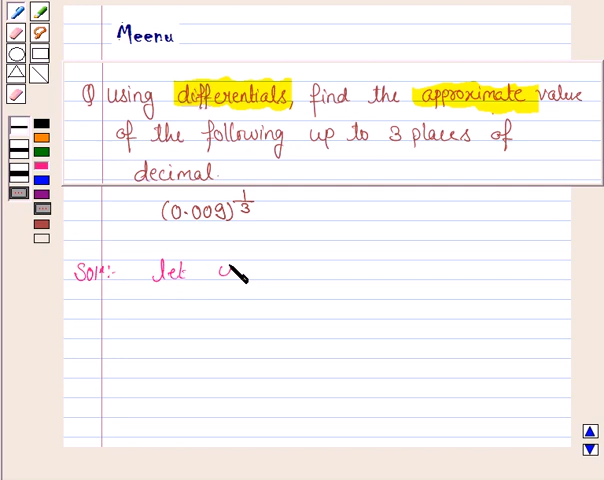 Meenu
Q Using differentials, find the approximate value
of the following up to 3 places of
decimal.
(0.009)^{1/3}
Solⁿ:- let